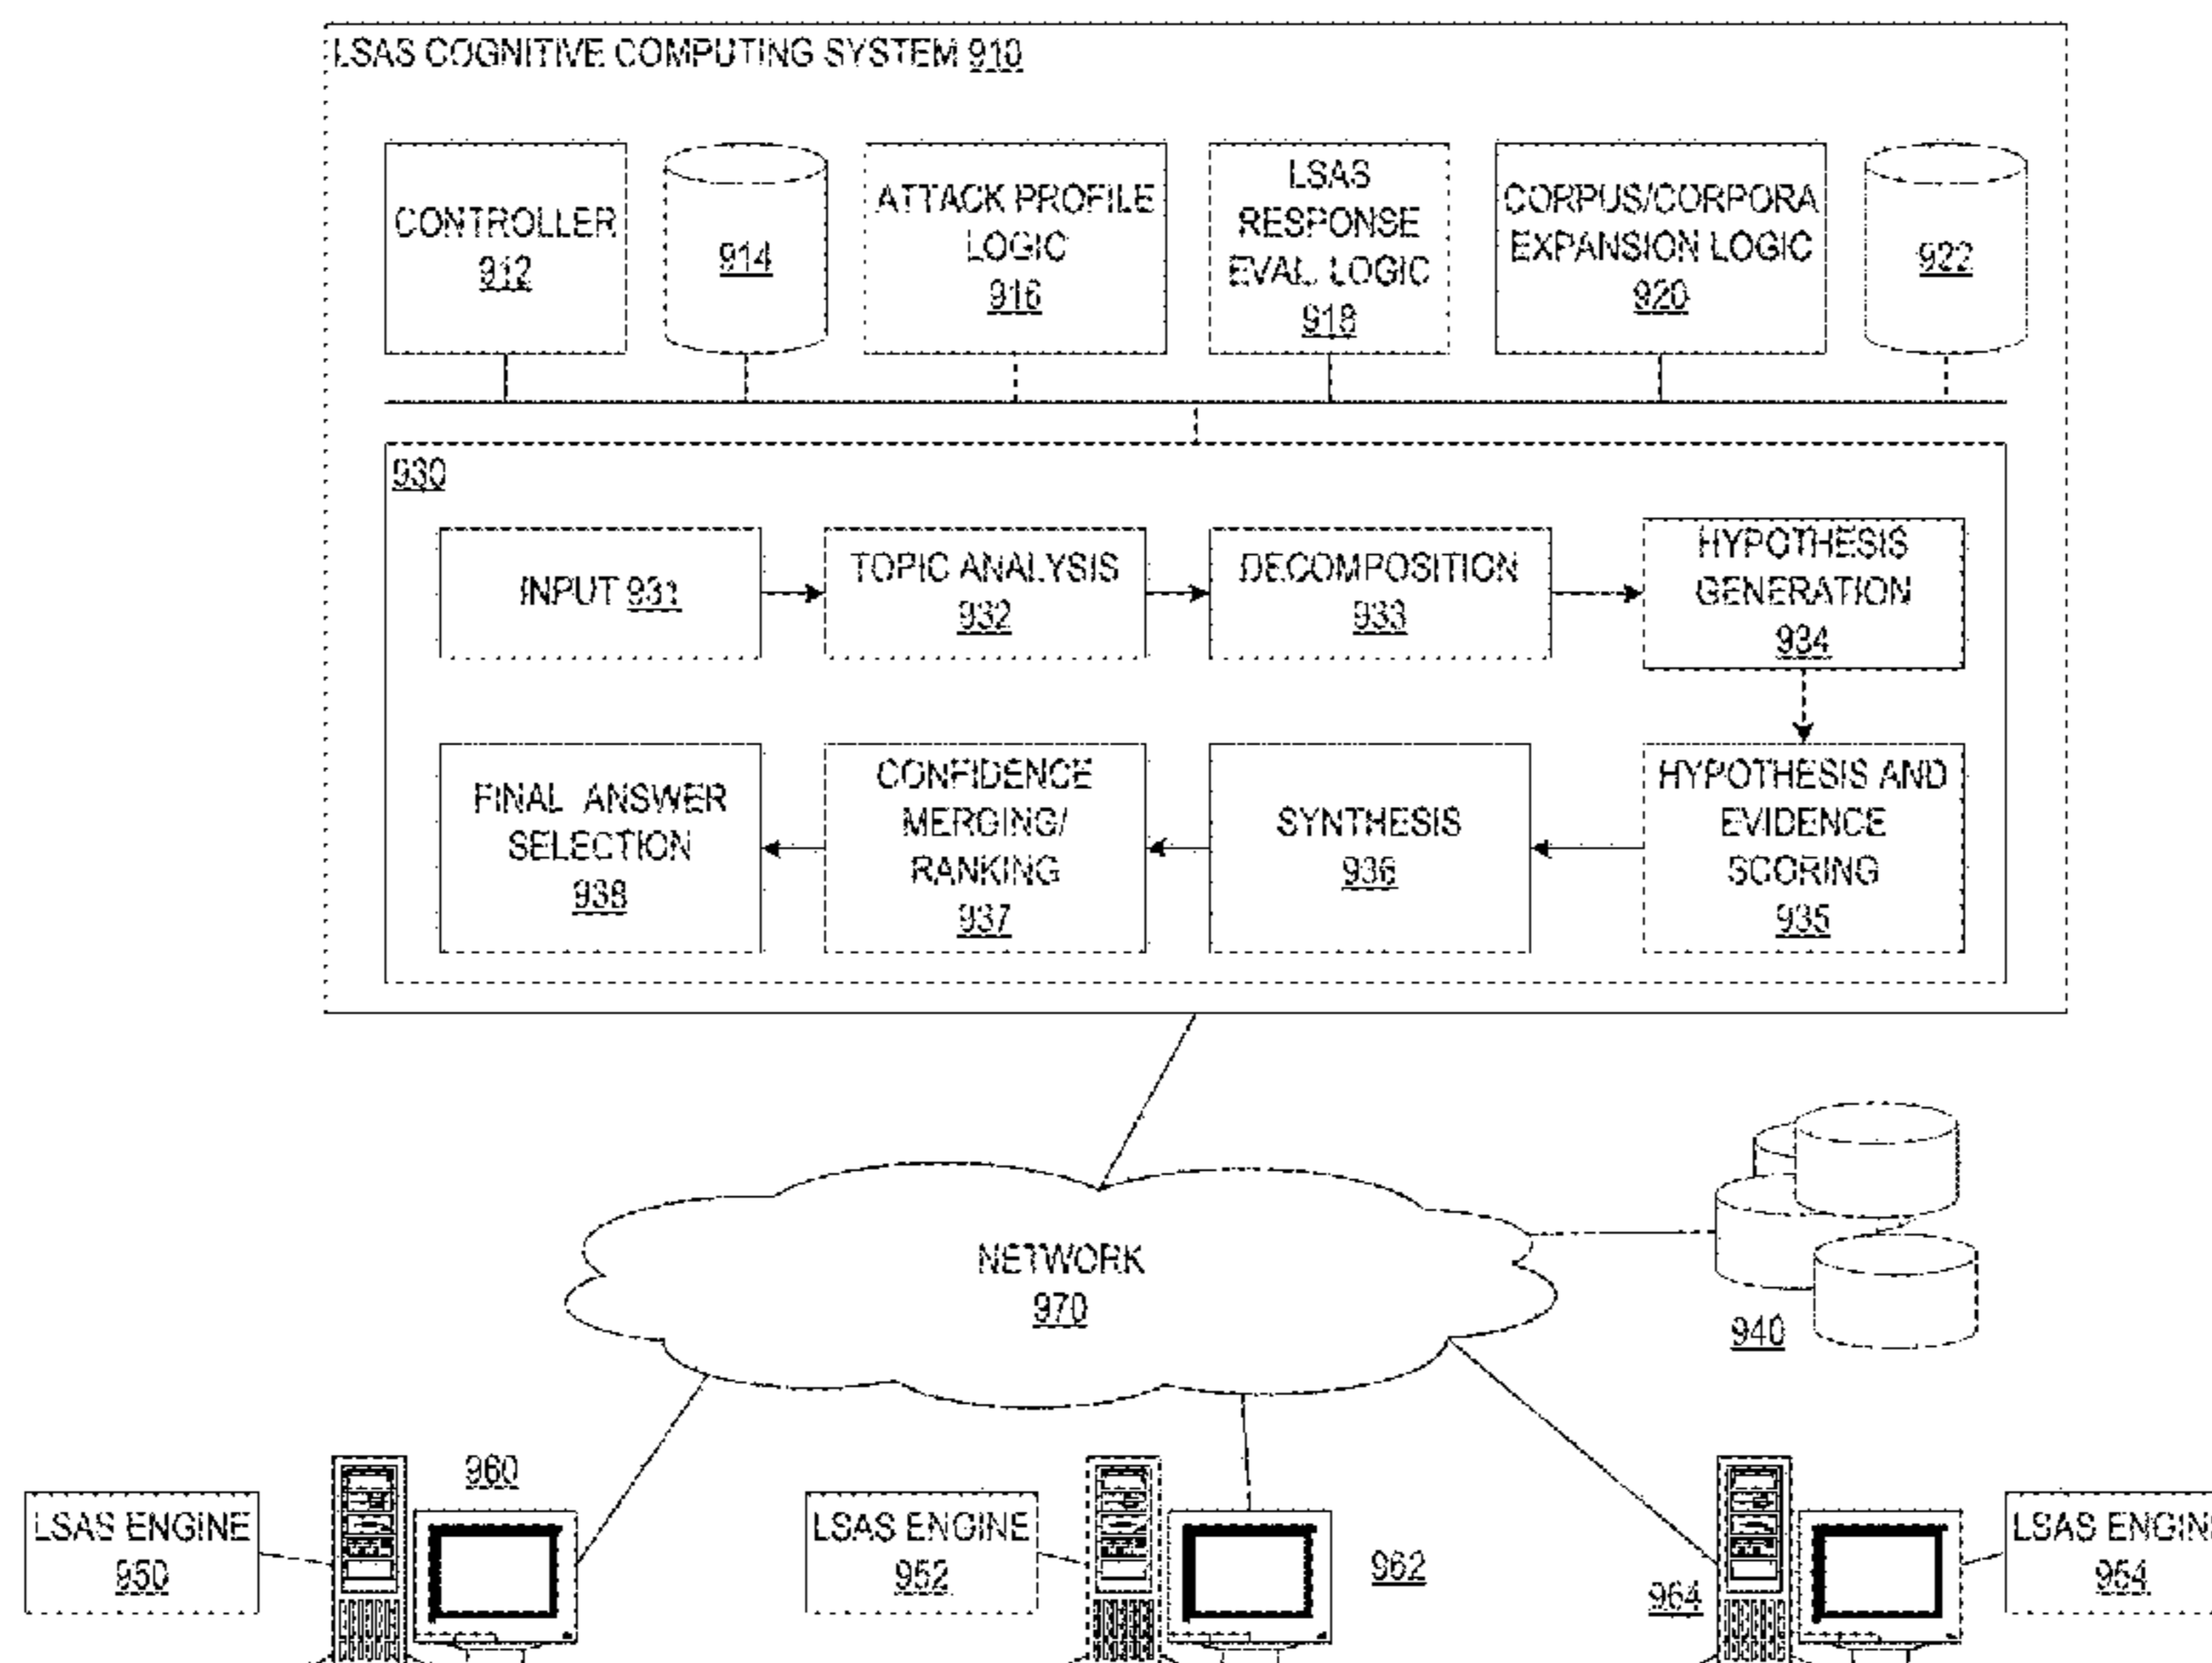 LSAS COGNITIVE COMPUTING SYSTEM 910
CONTROLLER
912
914
ATTACK PROFILE
LOGIC
916
LSAS
RESPONSE
EVAL. LOGIC
918
CORPUS/CORPORA
EXPANSION LOGIC
920
922
930
INPUT 931
TOPIC ANALYSIS
932
DECOMPOSITION
933
HYPOTHESIS
GENERATION
934
FINAL ANSWER
SELECTION
938
CONFIDENCE
MERGING/
RANKING
937
SYNTHESIS
936
HYPOTHESIS AND
EVIDENCE
SCORING
935
NETWORK
970
940
960
LSAS ENGINE
950
LSAS ENGINE
952
962
964
LSAS ENGIN
954